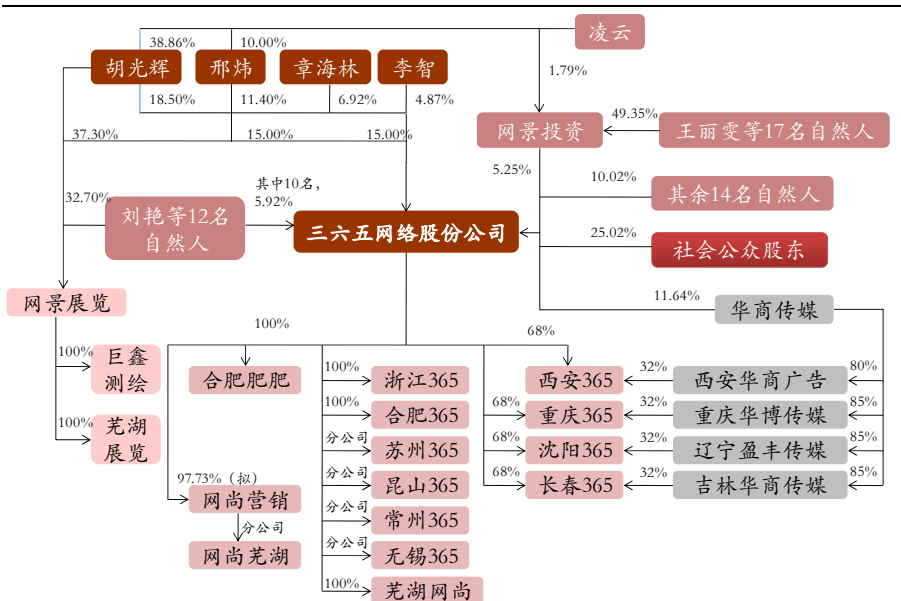 凌云
38.86%
10.00%
胡光辉
邢炜
章海林
李智
1.79%
18.50%
11.40%
6.92%
4.87%
37.30%
15.00%
15.00%
网景投资
49.35%
王丽雯等17名自然人
5.25%
10.02%
其余14名自然人
32.70%
刘艳等12名
自然人
其中10名，
5.92%
三六五网络股份公司
25.02%
社会公众股东
网景展览
11.64%
华商传媒
100%
68%
100%
巨鑫
测绘
合肥肥肥
100%
浙江365
西安365
32%
西安华商广告
80%
100%
芜湖
展览
100%
合肥365
68%
重庆365
32%
重庆华博传媒
85%
分公司
苏州365
68%
沈阳365
32%
辽宁盈丰传媒
85%
97.73%（拟）
网尚营销
分公司
昆山365
68%
长春365
32%
吉林华商传媒
85%
分公司
网尚芜湖
分公司
常州365
分公司
无锡365
100%
芜湖网尚